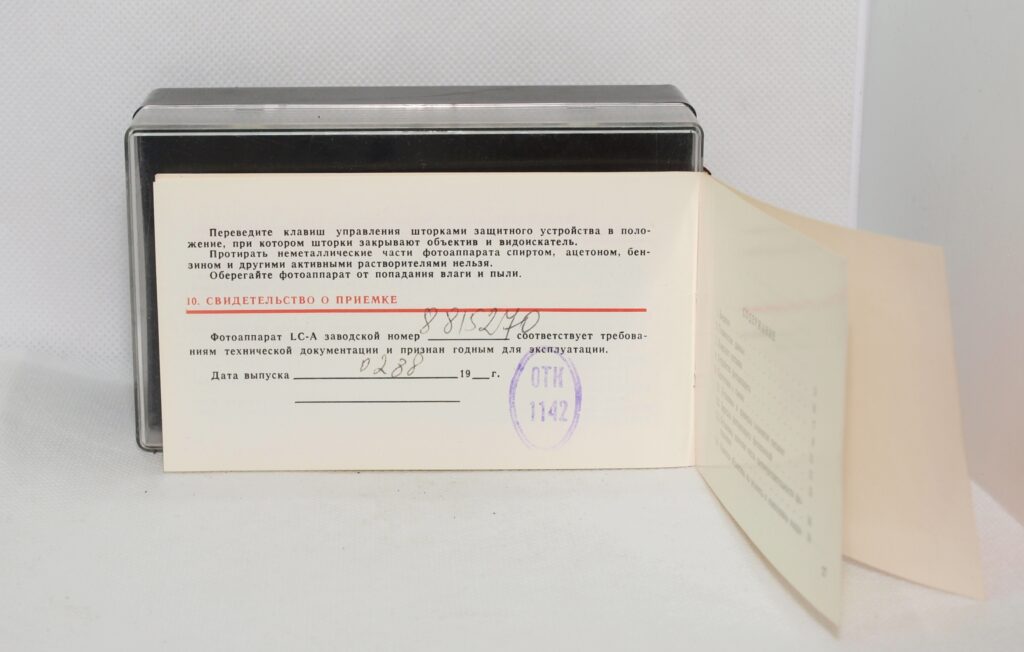 Переведите клавиш управления шторками защитного устройства в поло-
жение, при котором шторки закрывают объектив и видоискатель.
Протирать неметаллические части фотоаппарата спиртом, ацетоном, бен-
зином и другими активными растворителями нельзя.
Оберегайте фотоаппарат от попадания влаги и пыли.
10. СВИДЕТЕЛЬСТВО О ПРИЕМКЕ
Фотоаппарат LC-A заводской номер 8815270 соответствует требова-
ниям технической документации и признан годным для эксплуатации.
Дата выпуска 0288 19 г.
ОТК
1142
СОДЕРЖАНИЕ